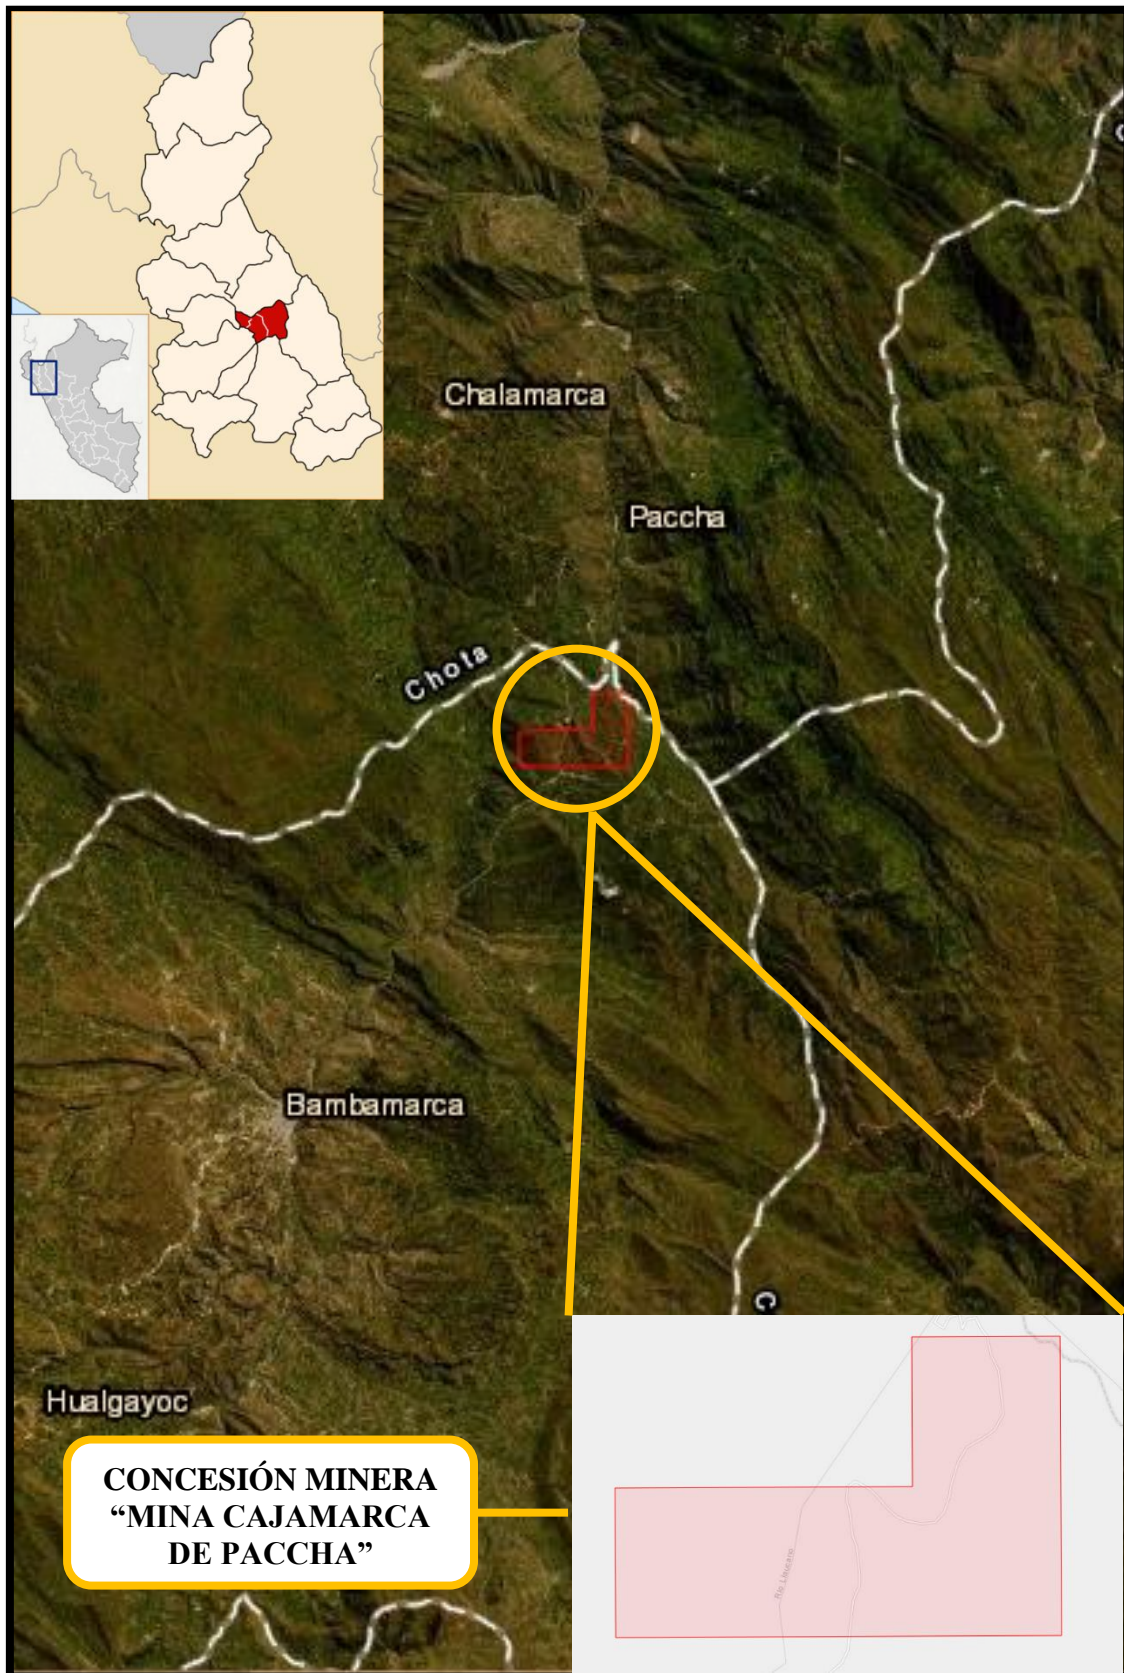 Chalamarca
Paccha
Chota
Bambamarca
C
Hualgayoc
CONCESIÓN MINERA
“MINA CAJAMARCA
DE PACCHA”